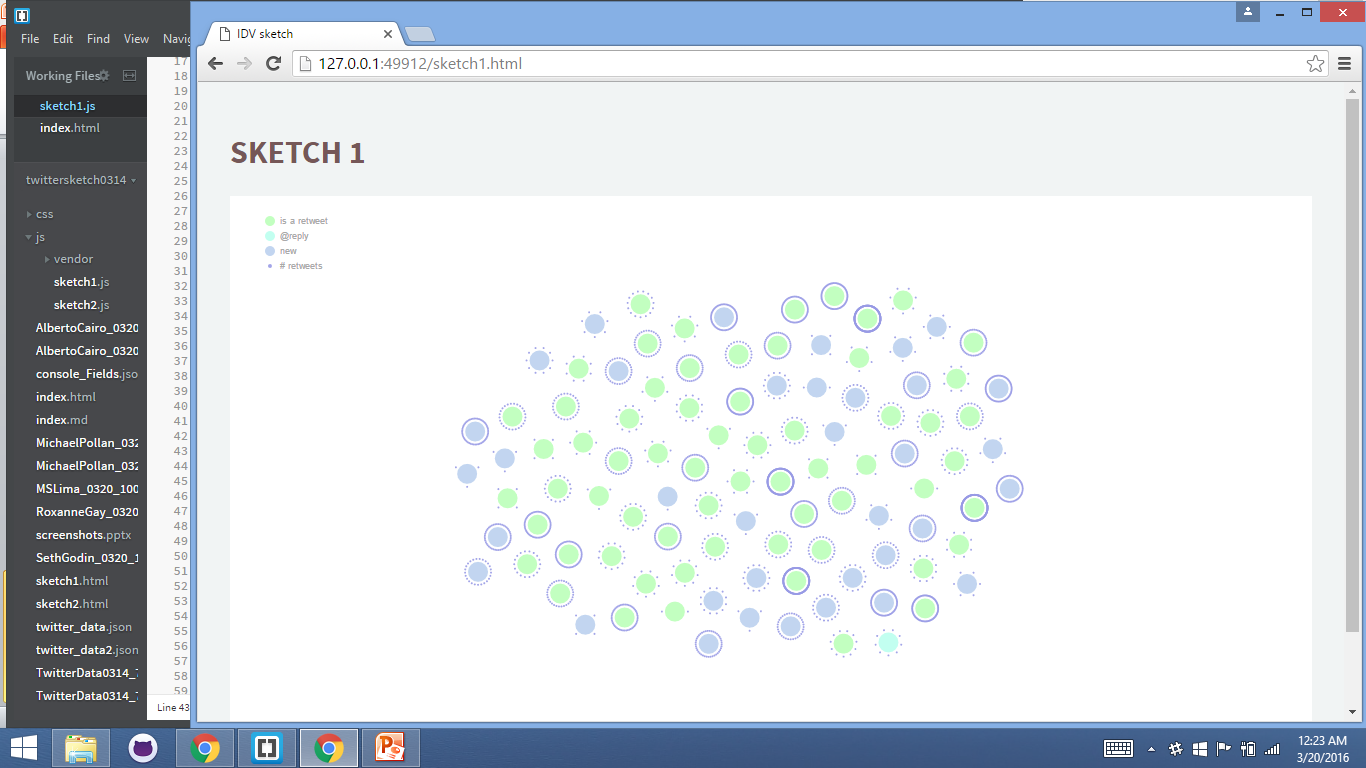 File Edit Find View Navig
Working Files
sketch1.js
index.html
twittersketch0314
css
js
vendor
sketch1.js
sketch2.js
AlbertoCairo_0320
AlbertoCairo_0320
console_Fields.jso
index.html
index.md
MichaelPollan_032
MichaelPollan_032
MSLima_0320_100
RoxanneGay_0320
screenshots.pptx
SethGodin_0320_1
sketch1.html
sketch2.html
twitter_data.json
twitter_data2.json
TwitterData0314_7
TwitterData0314_7
17
18
19
20
21
22
23
24
25
26
27
28
29
30
31
32
33
34
35
36
37
38
39
40
41
42
43
44
45
46
47
48
49
50
51
52
53
54
55
56
57
58
59
Line 43
IDV sketch
127.0.0.1:49912/sketch1.html
SKETCH 1
is a retweet
@reply
new
# retweets
12:23 AM
3/20/2016